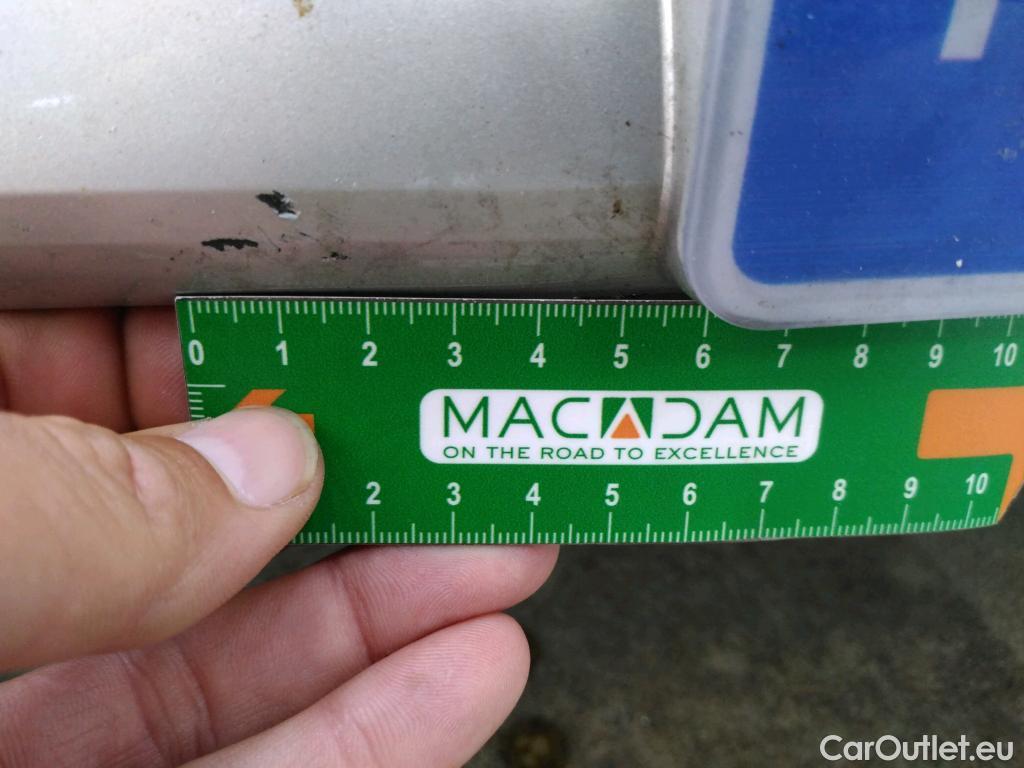 0 1 2 3 4 5 6 7 8 9 10
MACADAM
ON THE ROAD TO EXCELLENCE
2 3 4 5 6 7 8 9 10
CarOutlet.eu